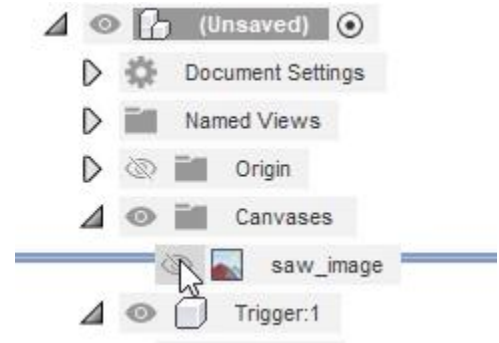 (Unsaved)
Document Settings
Named Views
Origin
Canvases
saw_image
Trigger:1